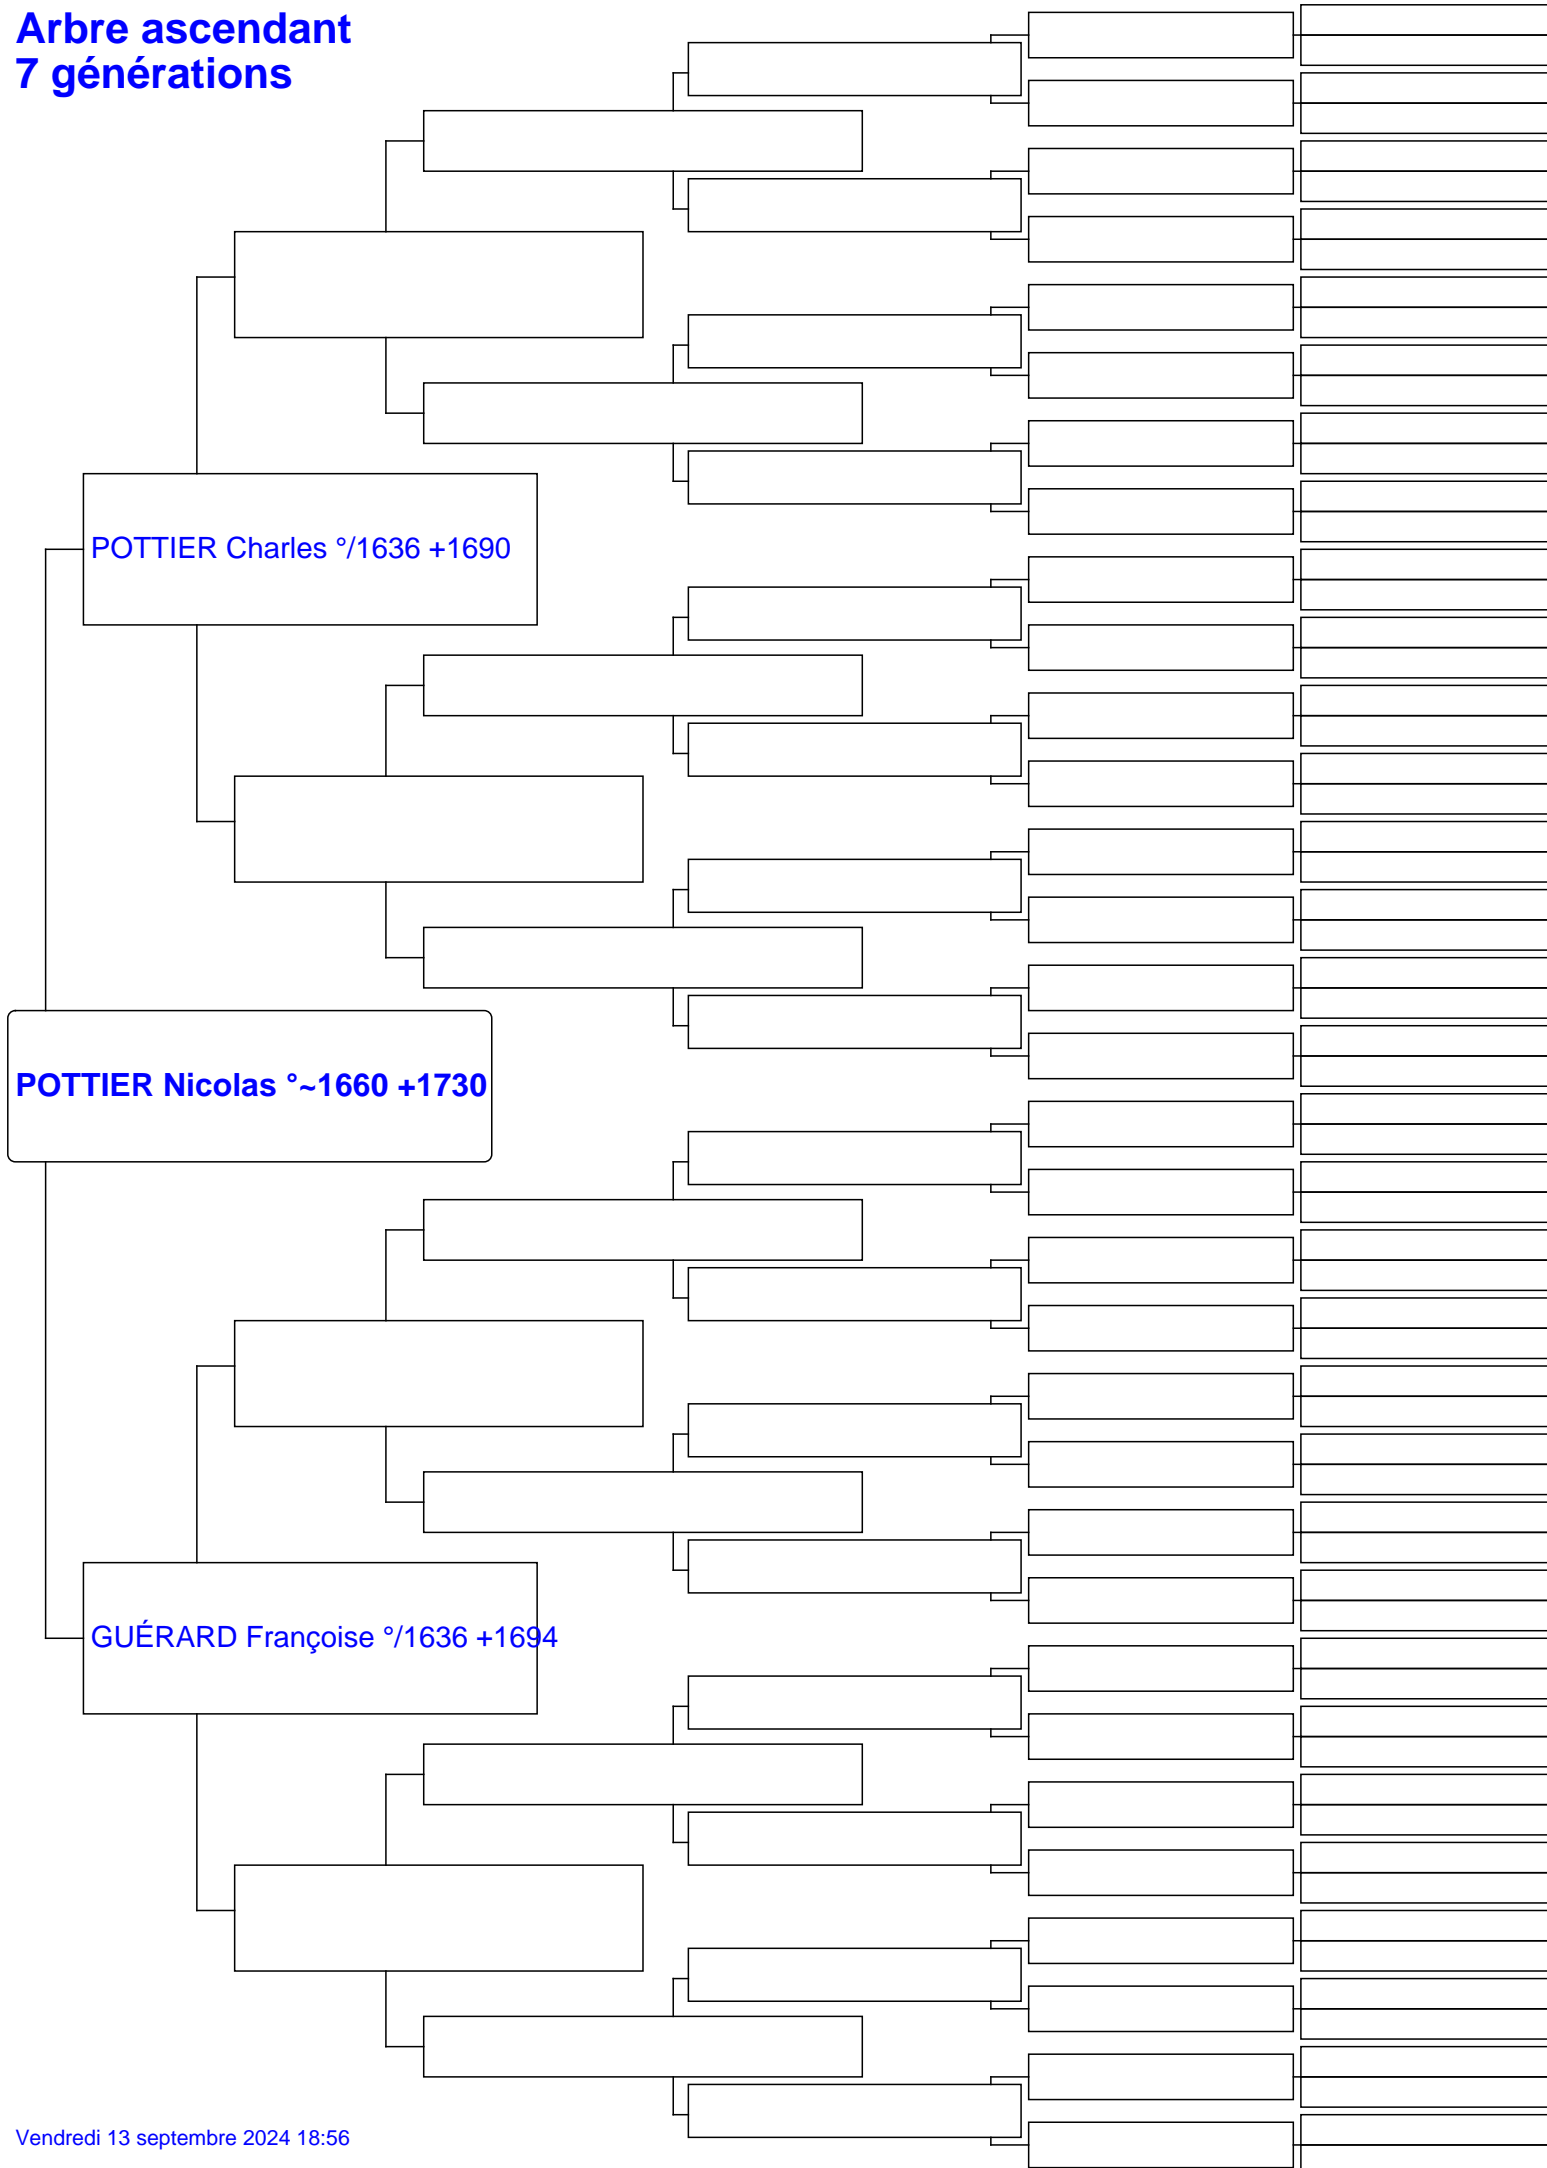 Arbre ascendant
7 générations
POTTIER Charles °/1636 +1690
POTTIER Nicolas °~1660 +1730
GUÉRARD Françoise °/1636 +1694
Vendredi 13 septembre 2024 18:56